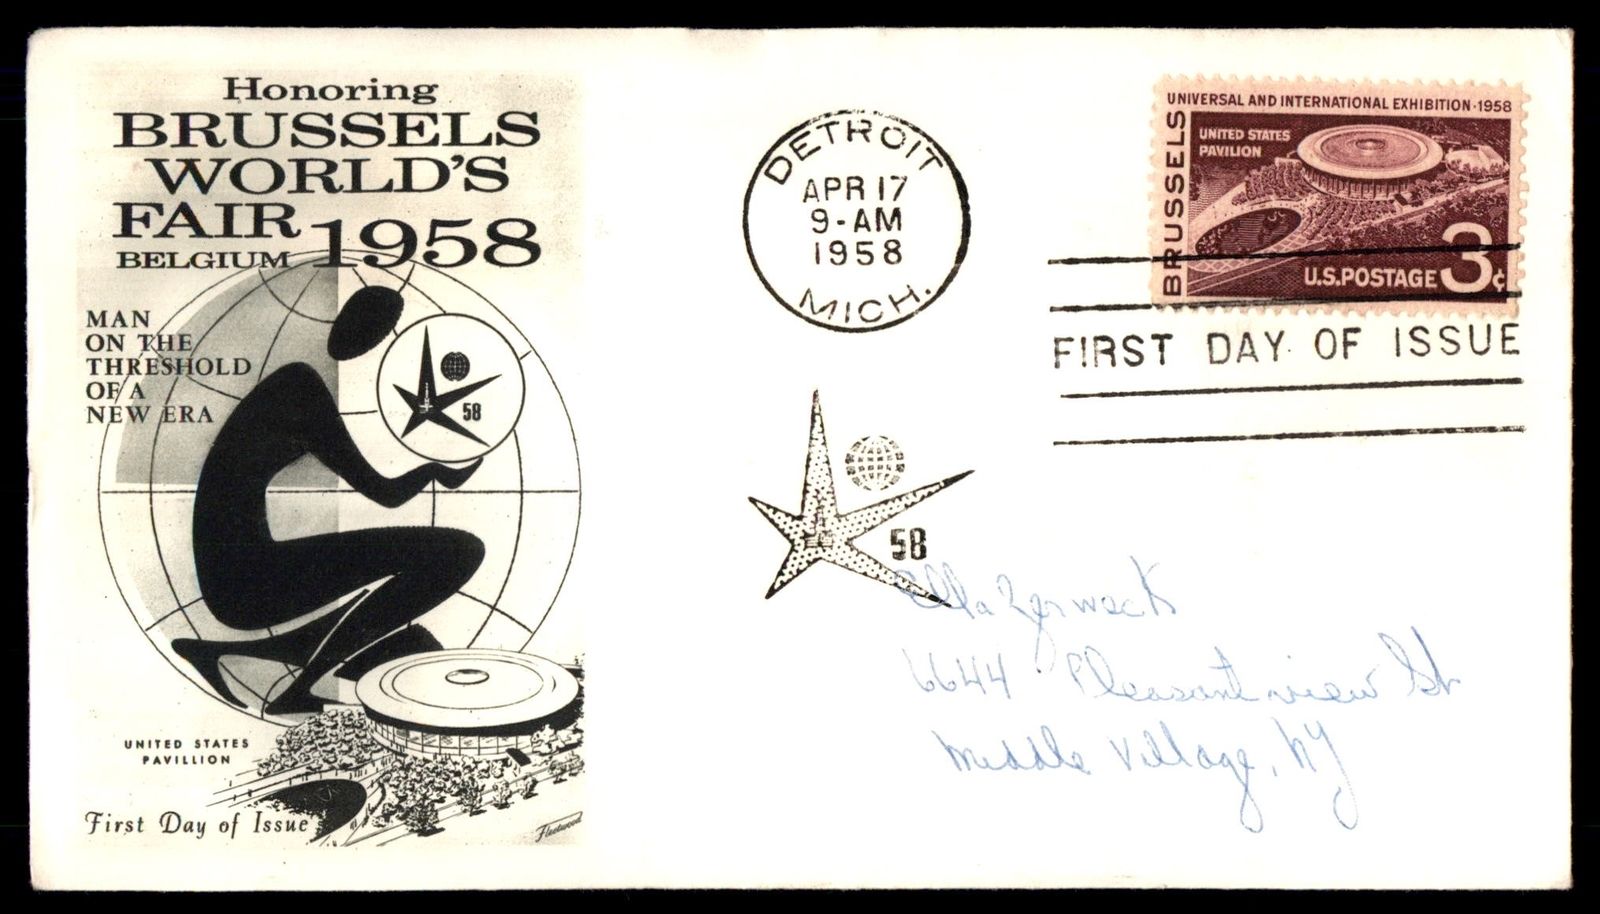 Honoring
BRUSSELS
WORLD'S
FAIR 1958
BELGIUM
MAN
ON THE
THRESHOLD
OF A
NEW ERA
58
UNITED STATES
PAVILLION
First Day of Issue
Fleetwood
DETROIT
APR 17
9-AM
1958
MICH.
58
UNIVERSAL AND INTERNATIONAL EXHIBITION·1958
BRUSSELS
UNITED STATES
PAVILION
U.S. POSTAGE 3¢
FIRST DAY OF ISSUE
Ella Zerweck
6644 Pleasantview St
Middle Village, NY